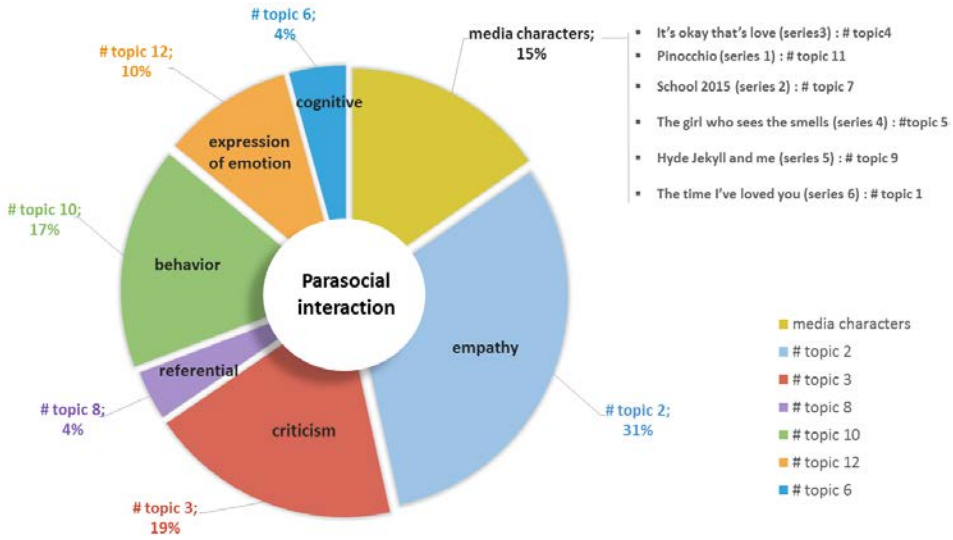 # topic 6;
4%
# topic 12;
10%
media characters;
15%
▪ It's okay that's love (series3) : # topic4
▪ Pinocchio (series 1) : # topic 11
▪ School 2015 (series 2) : # topic 7
▪ The girl who sees the smells (series 4) : #topic 5
▪ Hyde Jekyll and me (series 5) : # topic 9
▪ The time I've loved you (series 6) : # topic 1
cognitive
expression
of emotion
# topic 10;
17%
behavior
Parasocial
interaction
empathy
referential
criticism
# topic 8;
4%
# topic 3;
19%
# topic 2;
31%
media characters
# topic 2
# topic 3
# topic 8
# topic 10
# topic 12
# topic 6